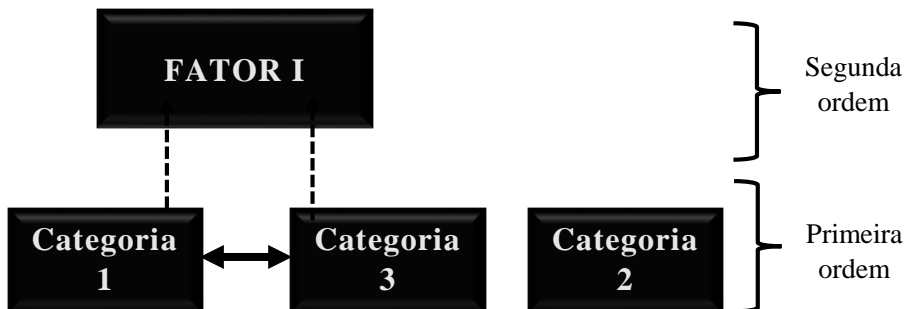 FATOR I
Segunda
ordem
Categoria
1
Categoria
3
Categoria
2
Primeira
ordem